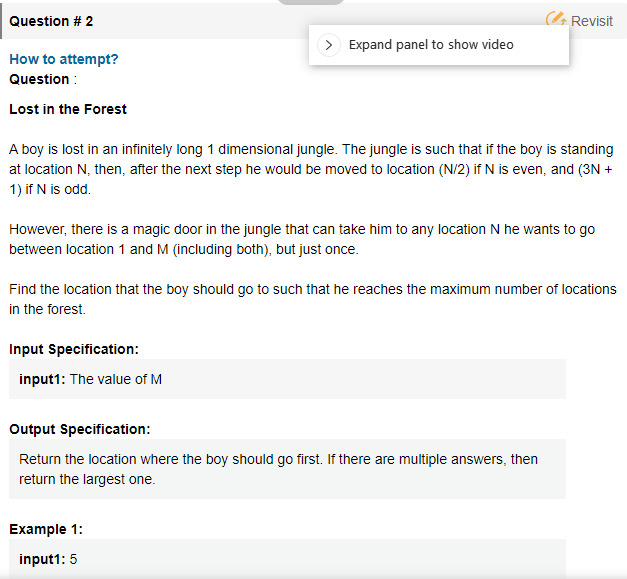 Question # 2
Revisit
Expand panel to show video
How to attempt?
Question :
Lost in the Forest
A boy is lost in an infinitely long 1 dimensional jungle. The jungle is such that if the boy is standing
at location N, then, after the next step he would be moved to location (N/2) if N is even, and (3N +
1) if N is odd.
However, there is a magic door in the jungle that can take him to any location N he wants to go
between location 1 and M (including both), but just once.
Find the location that the boy should go to such that he reaches the maximum number of locations
in the forest.
Input Specification:
input1: The value of M
Output Specification:
Return the location where the boy should go first. If there are multiple answers, then
return the largest one.
Example 1:
input1: 5